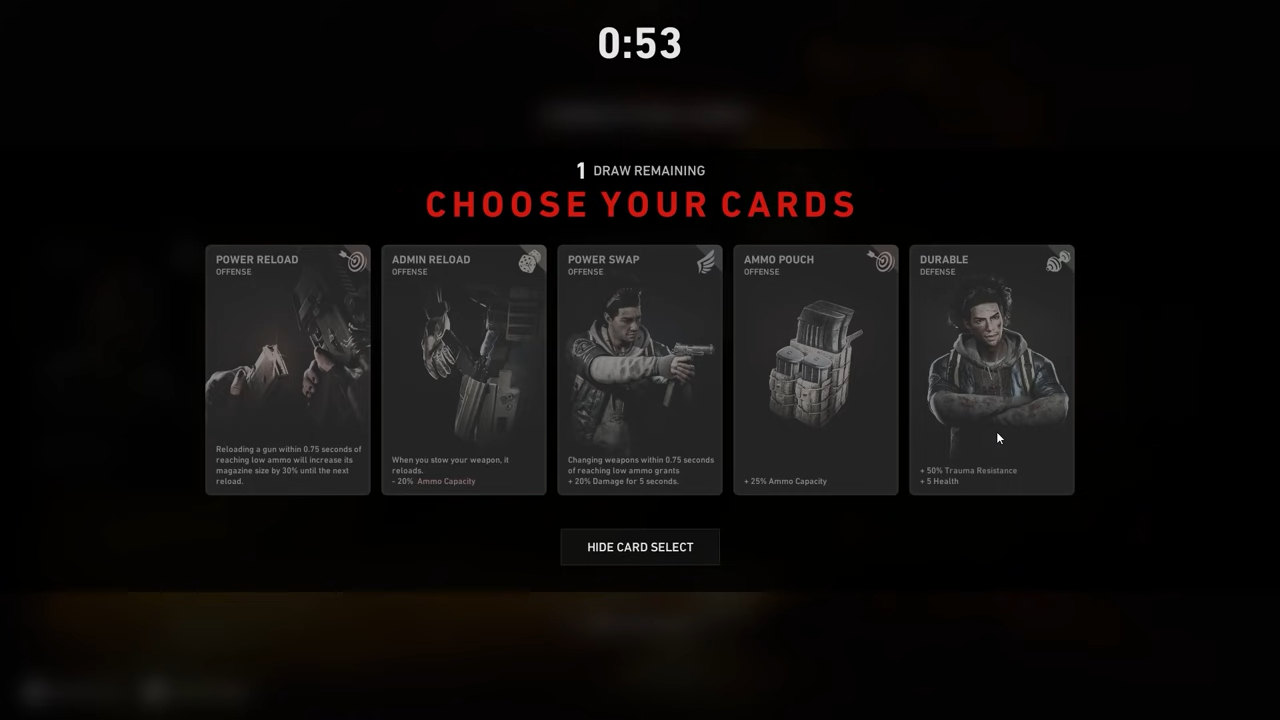 0:53
1 DRAW REMAINING
CHOOSE YOUR CARDS
POWER RELOAD
OFFENSE
Reloading a gun within 0.75 seconds of
reaching low ammo will increase its
magazine size by 30% until the next
reload.
ADMIN RELOAD
OFFENSE
When you stow your weapon, it
reloads.
- 20% Ammo Capacity
POWER SWAP
OFFENSE
Changing weapons within 0.75 seconds
of reaching low ammo grants
+ 20% Damage for 5 seconds.
AMMO POUCH
OFFENSE
+ 25% Ammo Capacity
DURABLE
DEFENSE
+ 50% Trauma Resistance
+ 5 Health
HIDE CARD SELECT